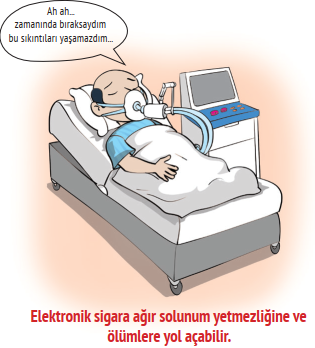 Ah ah...
zamanında bıraksaydım
bu sıkıntıları yaşamazdım...
Elektronik sigara ağır solunum yetmezliğine ve
ölümlere yol açabilir.